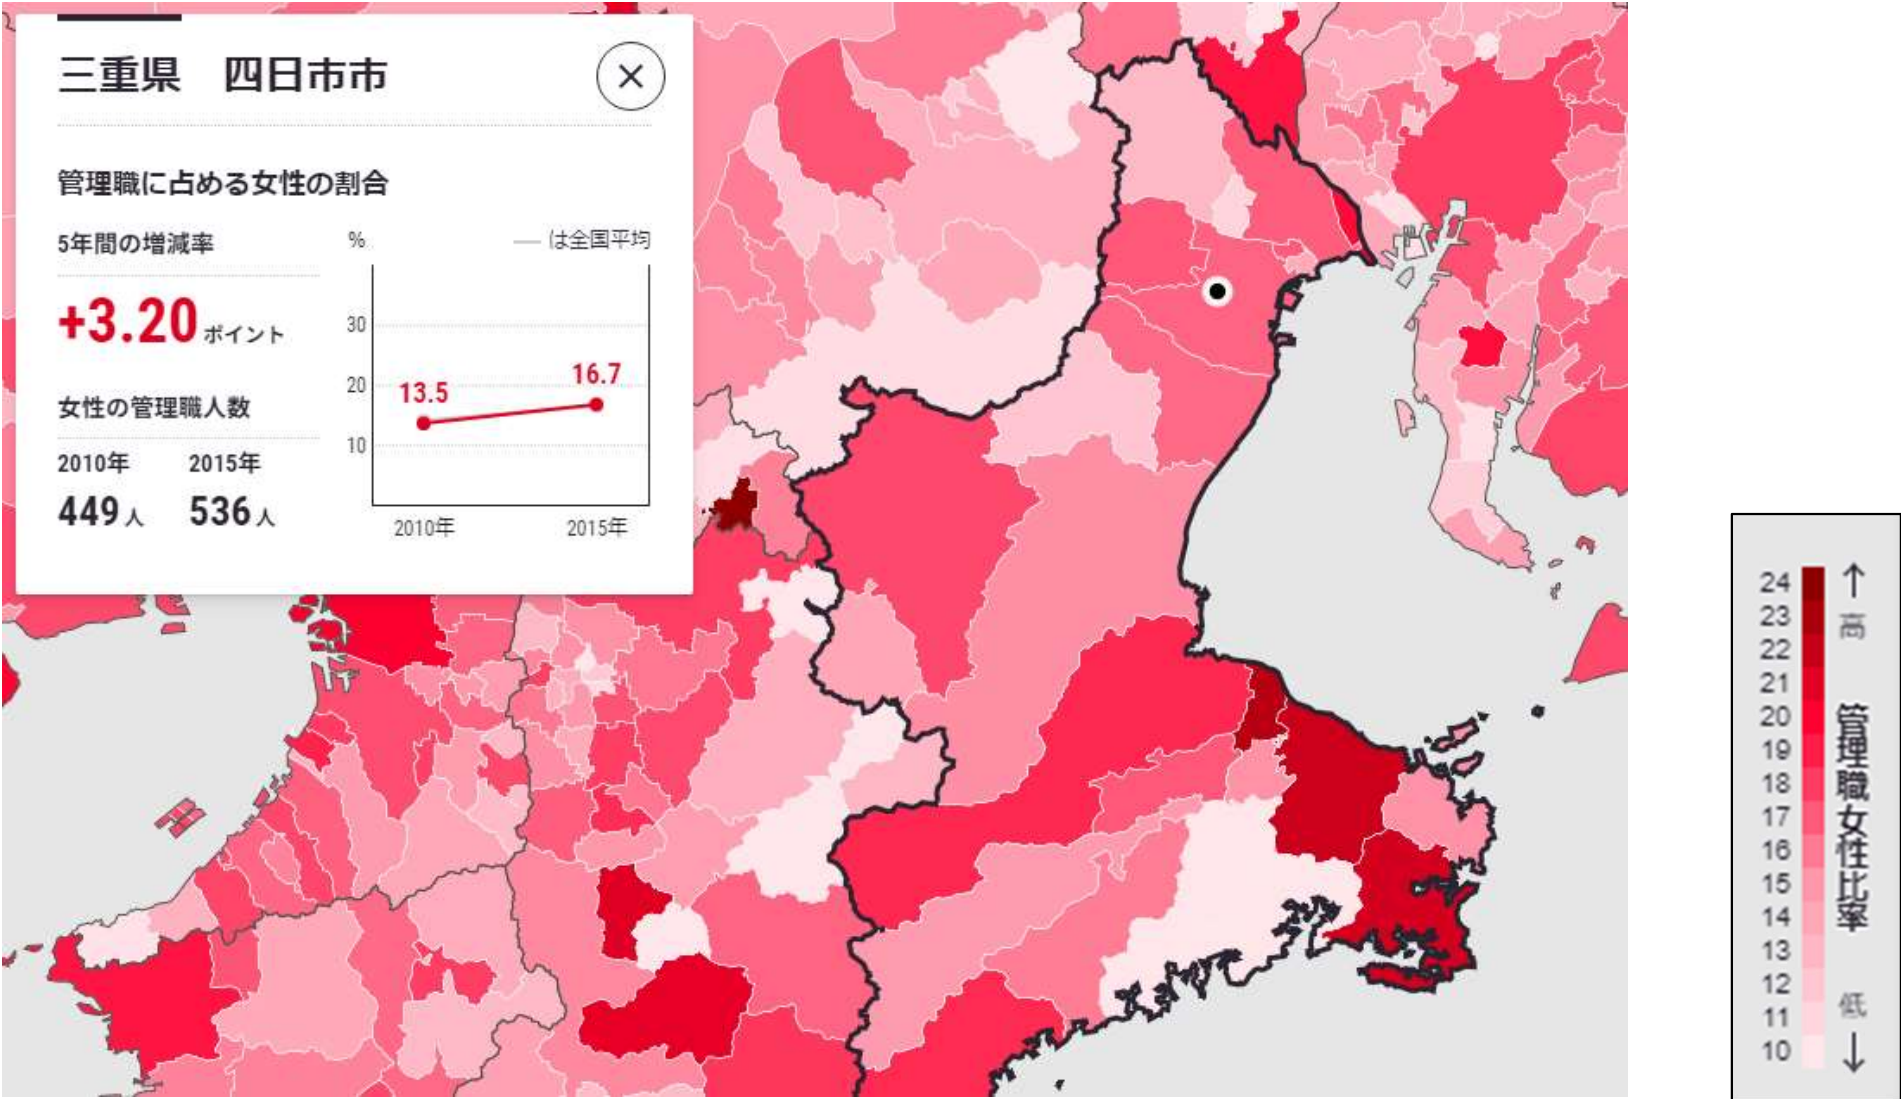 三重県　四日市市
管理職に占める女性の割合
5年間の増減率
+3.20 ポイント
女性の管理職人数
2010年 2015年
449人 536人
% は全国平均
30
20
10
13.5
16.7
2010年 2015年
24
23
22
21
20
19
18
17
16
15
14
13
12
11
10
↑
高
管理職女性比率
低
↓